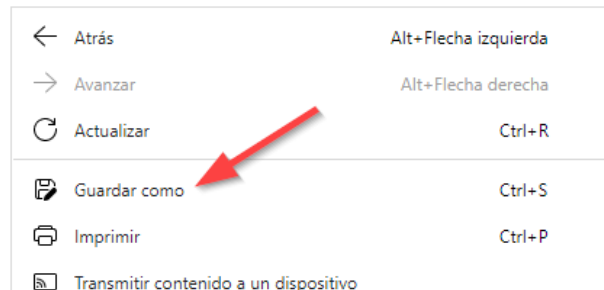 Atrás Alt+Flecha izquierda
Avanzar Alt+Flecha derecha
Actualizar Ctrl+R
Guardar como Ctrl+S
Imprimir Ctrl+P
Transmitir contenido a un dispositivo